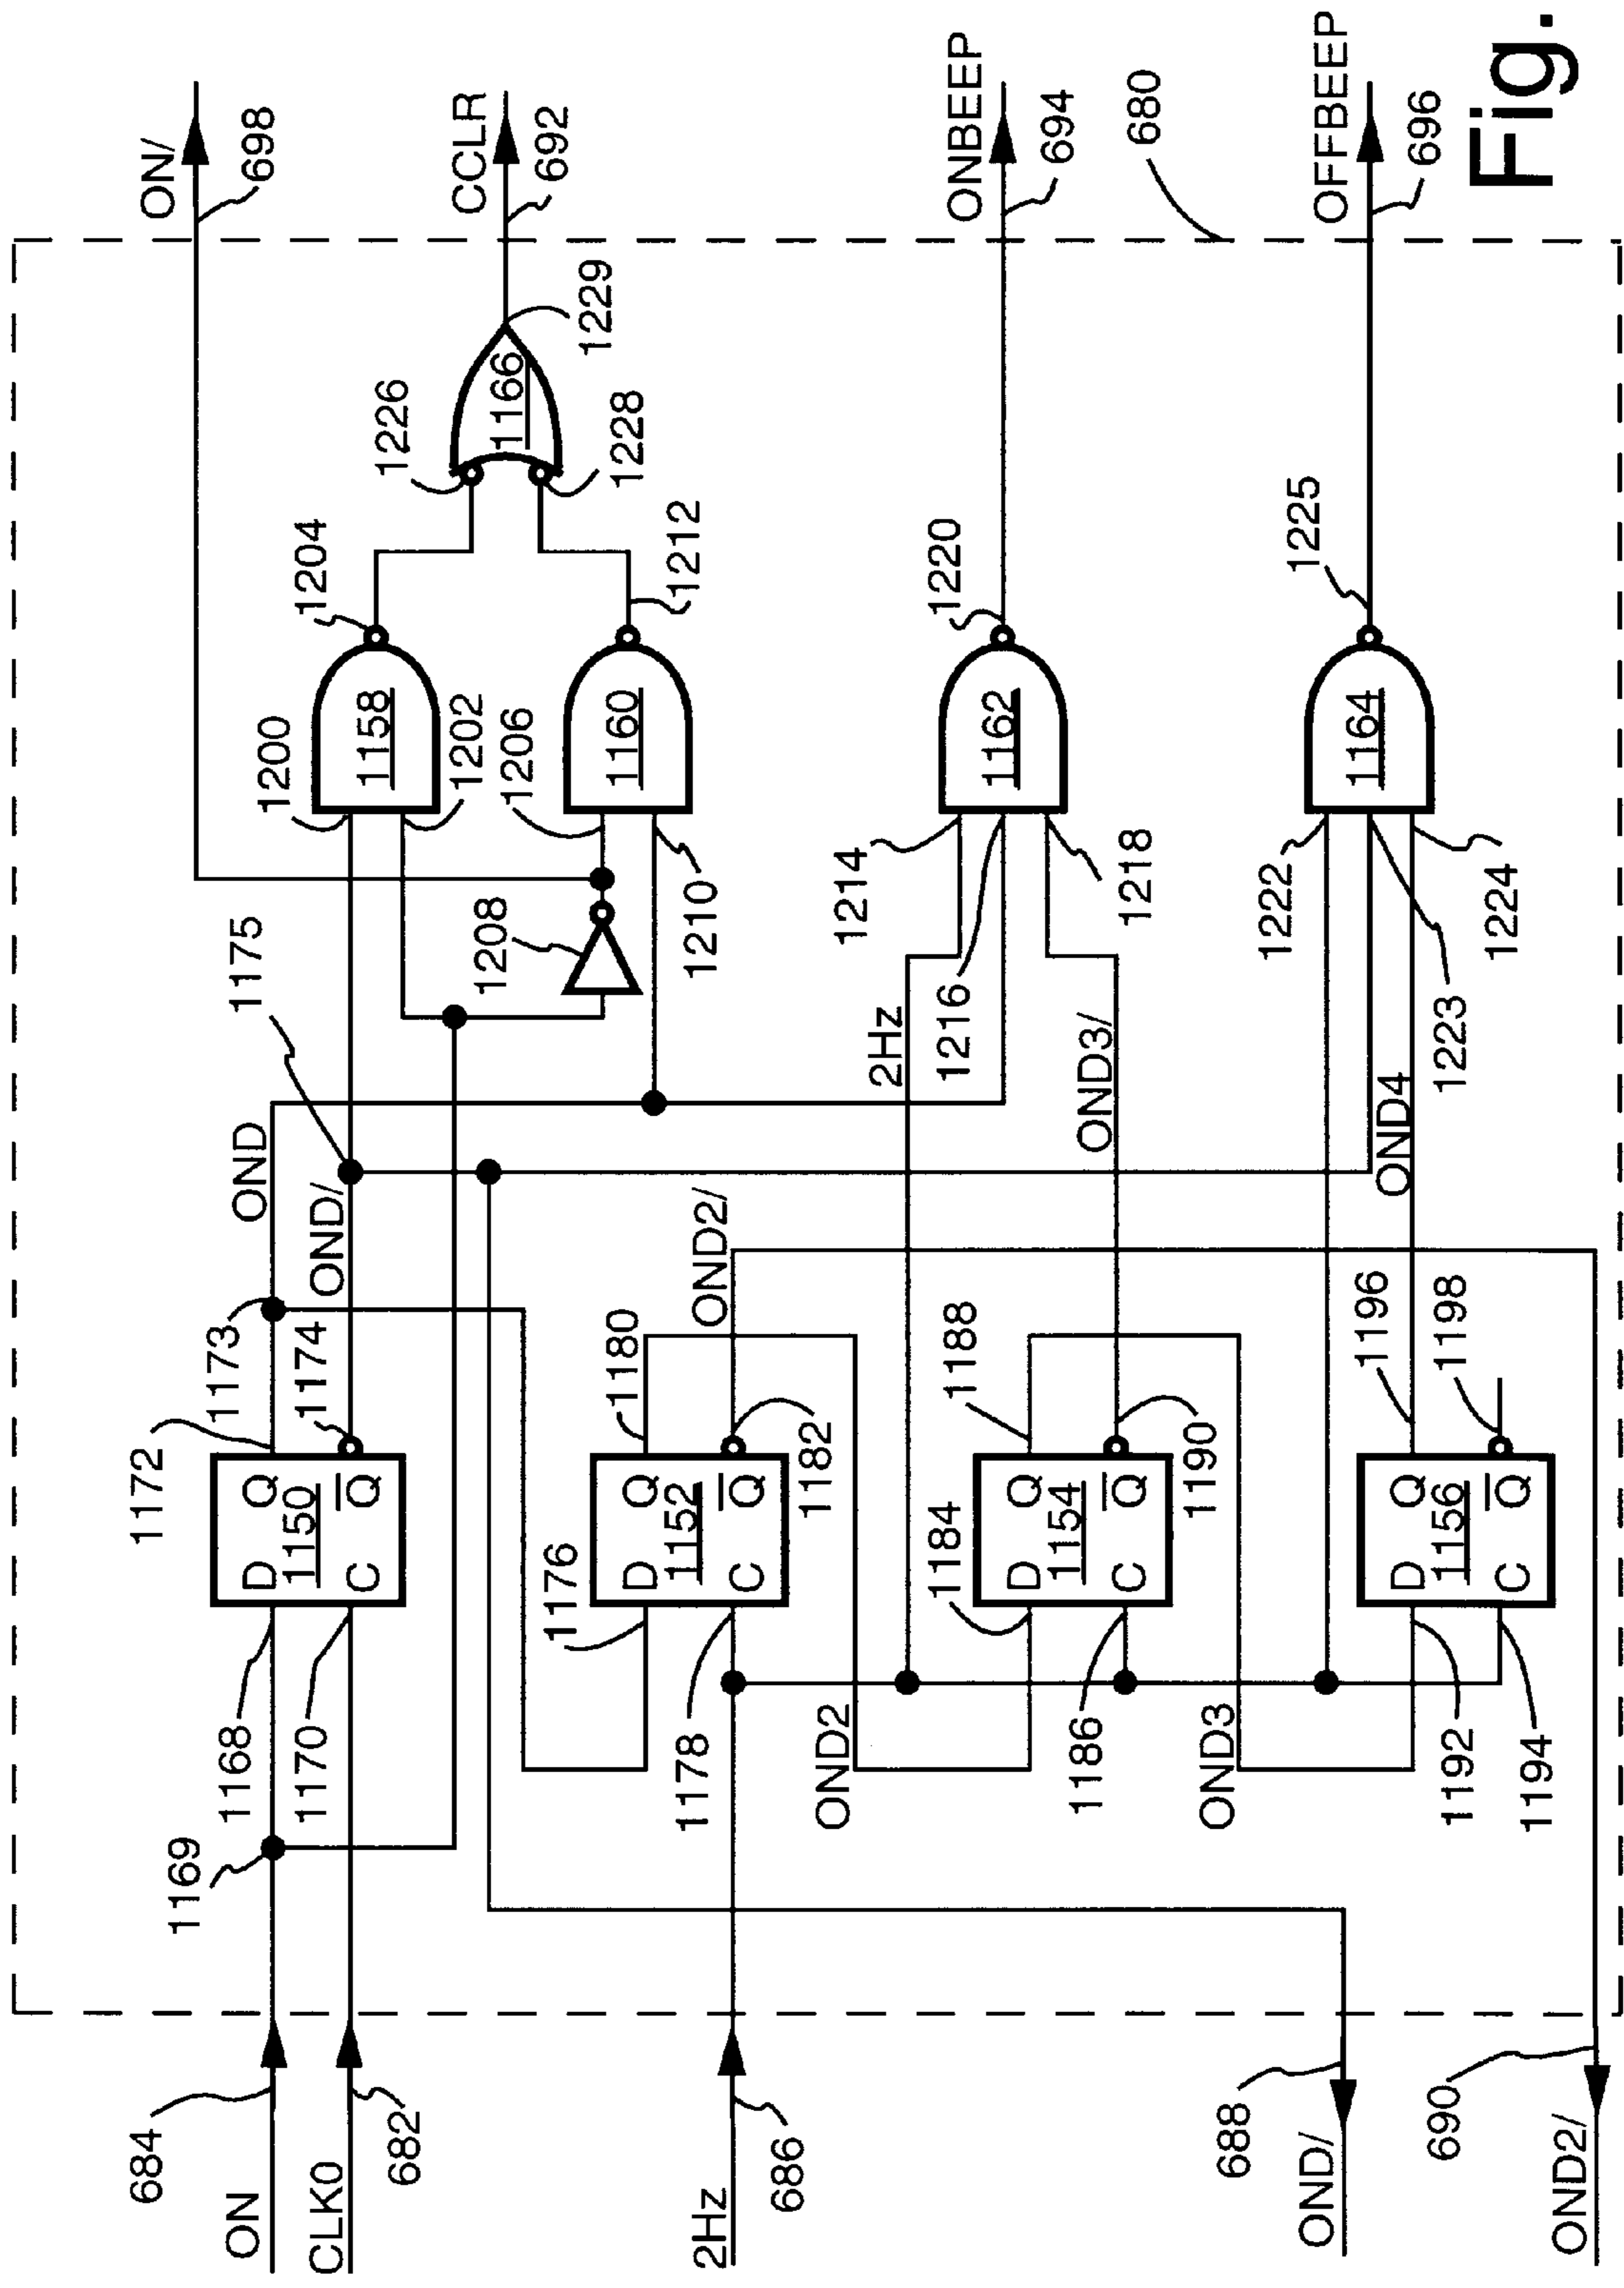 ON/
698
CCLR
692
ONBEEP
694
680
OFFBEEP
696
Fig.
1226
1166
1229
1228
1204
1212
1220
1225
1200
1158
1202
1206
1160
1162
1164
1175
1208
1210
1214
1216
1218
1222
1223
1224
OND
OND/
2Hz
OND3/
OND4
OND2/
1172
1173
1174
1180
1182
1188
1190
1196
1198
D Q
1150
C Q
D Q
1152
C Q
D Q
1154
C Q
D Q
1156
C Q
1168
1170
1169
1176
1178
1184
1186
1192
1194
OND2
OND3
684
ON
CLK0
682
2Hz
686
688
OND/
690
OND2/